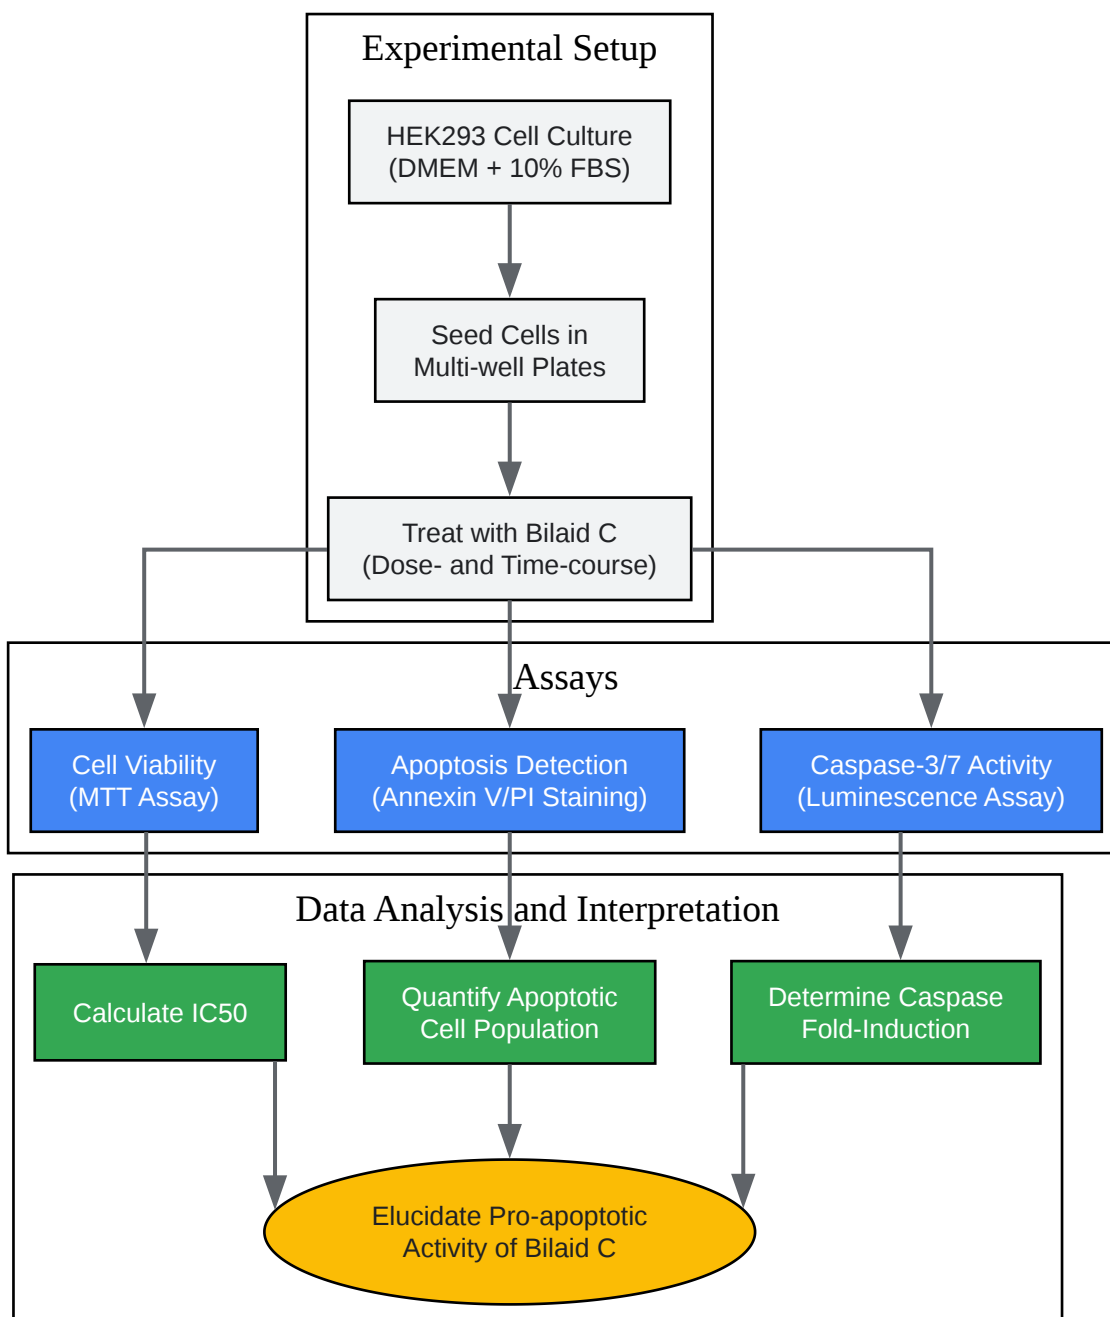 Experimental Setup
HEK293 Cell Culture
(DMEM + 10% FBS)
Seed Cells in
Multi-well Plates
Treat with Bilaid C
(Dose- and Time-course)
Assays
Cell Viability
(MTT Assay)
Apoptosis Detection
(Annexin V/PI Staining)
Caspase-3/7 Activity
(Luminescence Assay)
Data Analysis and Interpretation
Calculate IC50
Quantify Apoptotic
Cell Population
Determine Caspase
Fold-Induction
Elucidate Pro-apoptotic
Activity of Bilaid C